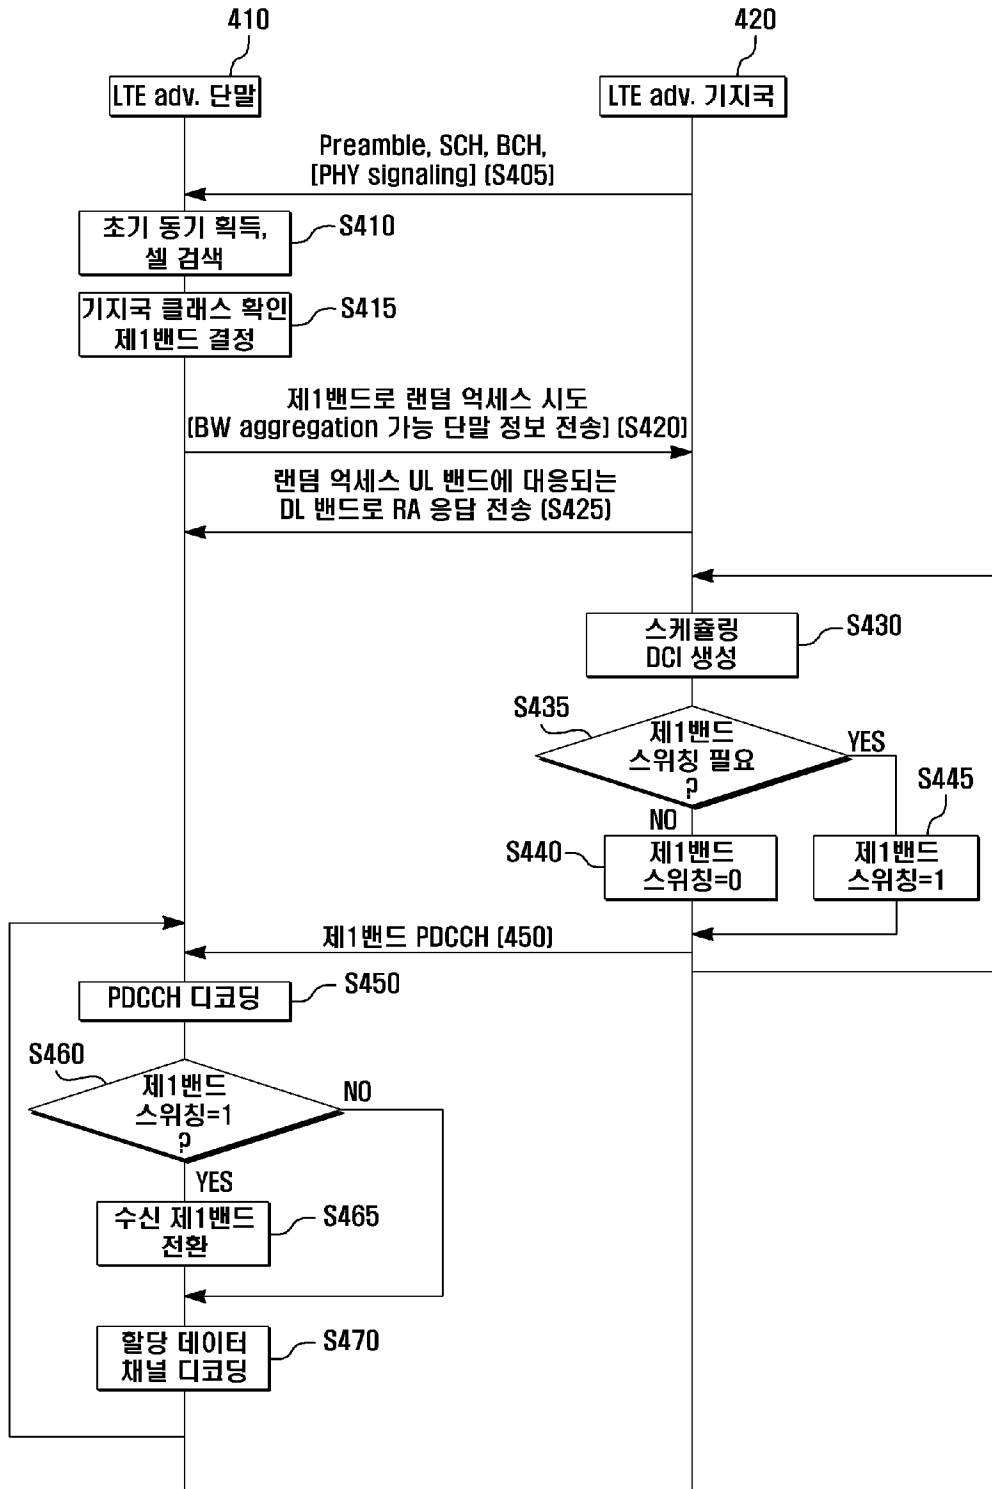 410
420
LTE adv. 단말
LTE adv. 기지국
Preamble, SCH, BCH,
[PHY signaling] (S405)
초기 동기 획득,
셀 검색
S410
기지국 클래스 확인
제1밴드 결정
S415
제1밴드로 랜덤 억세스 시도
[BW aggregation 가능 단말 정보 전송] (S420)
랜덤 억세스 UL 밴드에 대응되는
DL 밴드로 RA 응답 전송 (S425)
스케쥴링
DCI 생성
S430
S435
제1밴드
스위칭 필요
?
YES
NO
S445
S440
제1밴드
스위칭=0
제1밴드
스위칭=1
제1밴드 PDCCH (450)
PDCCH 디코딩
S450
S460
제1밴드
스위칭=1
?
NO
YES
수신 제1밴드
전환
S465
할당 데이터
채널 디코딩
S470